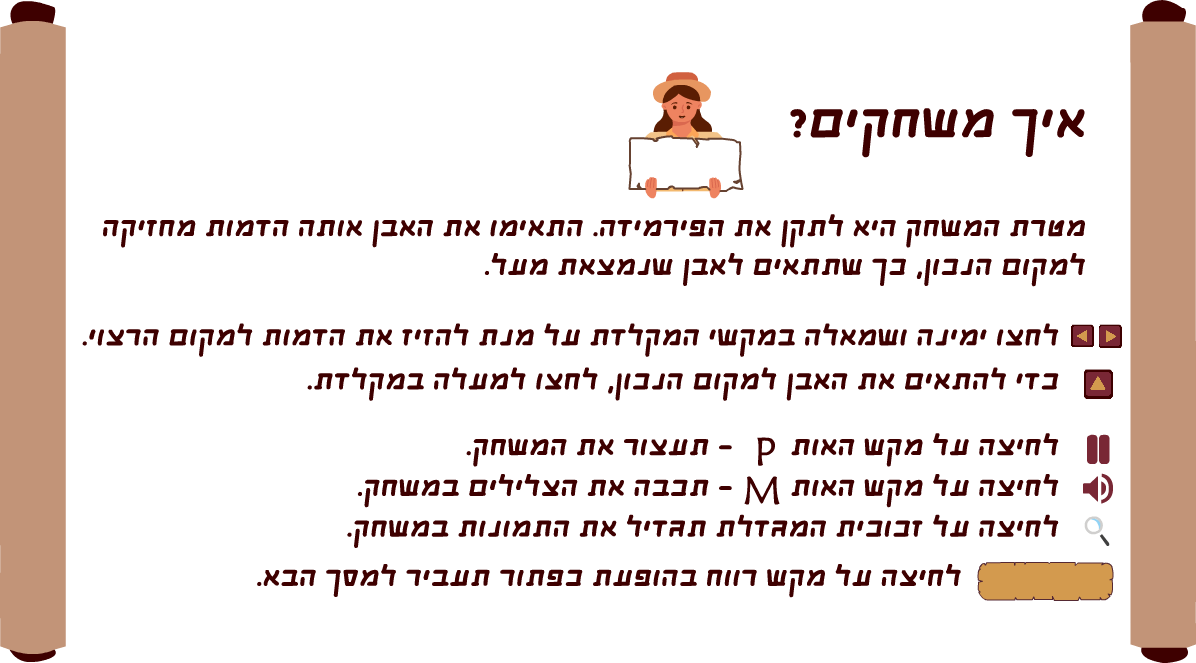 איך משחקים?
מטרת המשחק היא לתקן את הפירמידה. התאימו את האבן אותה הדמות מחזיקה
למקום הנכון, כך שתתאים לאבן שנמצאת מעל.
לחצו ימינה ושמאלה במקשי המקלדת על מנת להזיז את הדמות למקום הרצוי.
כדי להתאים את האבן למקום הנכון, לחצו למעלה במקלדת.
לחיצה על מקש האות P - תעצור את המשחק.
לחיצה על מקש האות M - תכבה את הצלילים במשחק.
לחיצה על זכוכית המגדלת תגדיל את התמונות במשחק.
לחיצה על מקש רווח בהופעת כפתור תעביר למסך הבא.